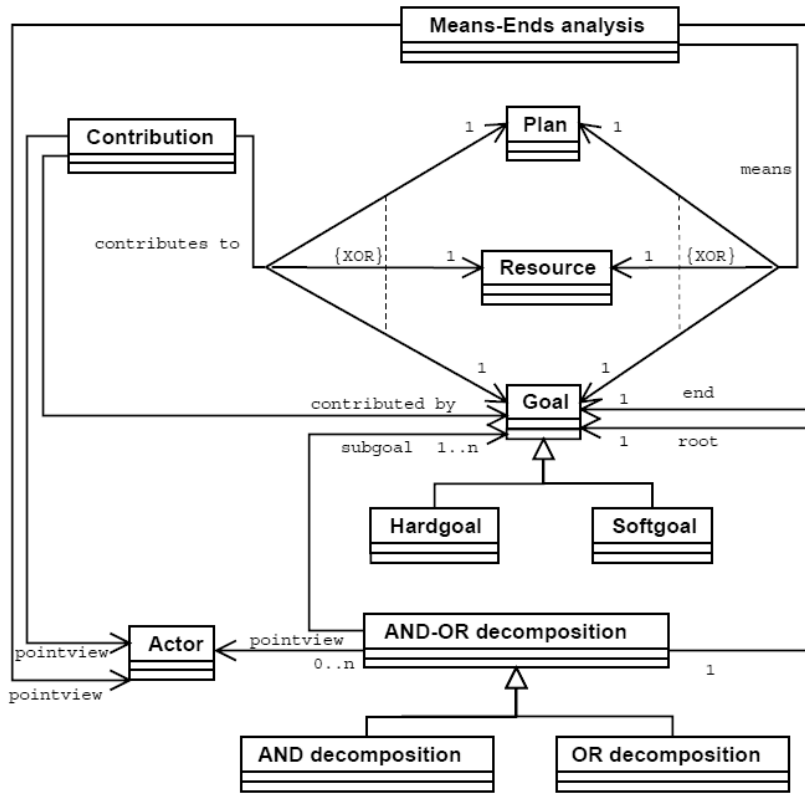 Means-Ends analysis
Contribution
1
Plan
1
means
contributes to
{XOR}
1
Resource
1
{XOR}
1
1
Goal
contributed by
1
end
subgoal 1..n
1
root
Hardgoal
Softgoal
Actor
pointview
pointview
AND-OR decomposition
pointview
0..n
1
AND decomposition
OR decomposition